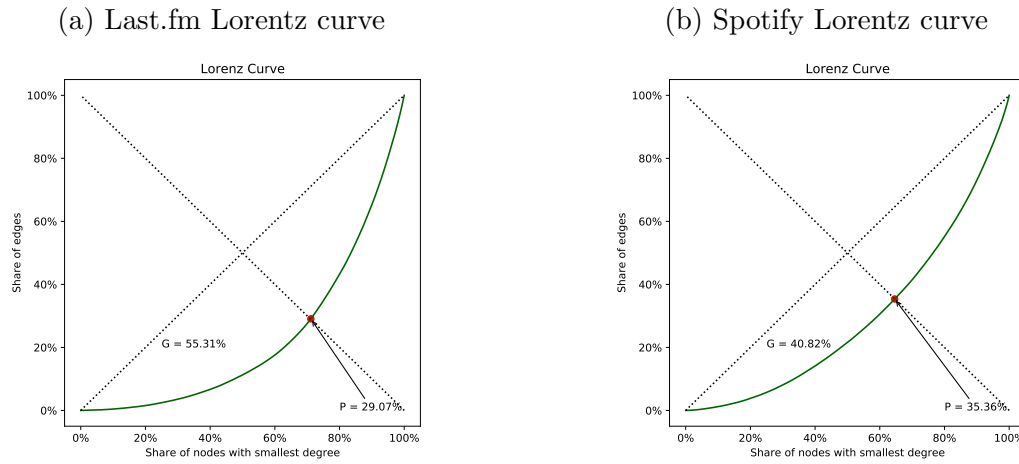 (a) Last.fm Lorentz curve
Lorenz Curve
100%
80%
60%
40%
20%
0%
Share of edges
G = 55.31%
P = 29.07%
0% 20% 40% 60% 80% 100%
Share of nodes with smallest degree
(b) Spotify Lorentz curve
Lorenz Curve
100%
80%
60%
40%
20%
0%
Share of edges
G = 40.82%
P = 35.36%
0% 20% 40% 60% 80% 100%
Share of nodes with smallest degree